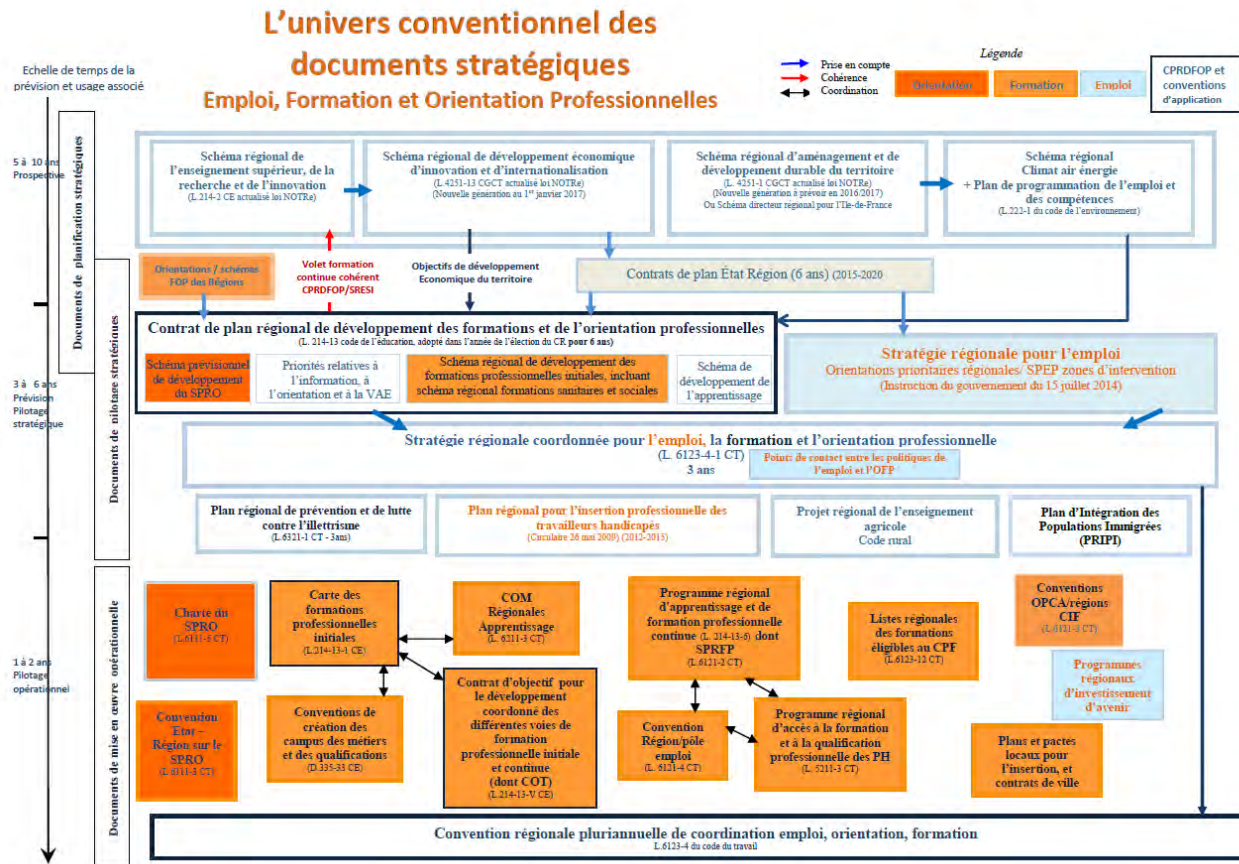 L'univers conventionnel des
documents stratégiques
Emploi, Formation et Orientation Professionnelles
Légende
Prise en compte
Cohérence
Coordination
Orientation
Formation
Emploi
CPRDFOP et
conventions
d'application
Echelle de temps de la
prévision et usage associé
5 à 10 ans
Prospective
3 à 6 ans
Prévision
Pilotage
stratégique
1 à 2 ans
Pilotage
opérationnel
Documents de planification stratégiques
Documents de pilotage stratégiques
Documents de mise en œuvre opérationnelle
Schéma régional de
l'enseignement supérieur, de la
recherche et de l'innovation
(L.214-2 CE actualisé loi NOTRe)
Schéma régional de développement économique
d'innovation et d'internationalisation
(L. 4251-13 CGCT actualisé loi NOTRe)
(Nouvelle génération au 1er janvier 2017)
Schéma régional d'aménagement et de
développement durable du territoire
(L. 4251-1 CGCT actualisé loi NOTRe)
(Nouvelle génération à prévoir en 2016/2017)
Ou Schéma directeur régional pour l'Ile-de-France
Schéma régional
Climat air énergie
+ Plan de programmation de l'emploi et
des compétences
(L.222-1 du code de l'environnement)
Orientations / schémas
FOP des Régions
Volet formation
continue cohérent
CPRDFOP/SRESI
Objectifs de développement
Economique du territoire
Contrats de plan État Région (6 ans) (2015-2020
Contrat de plan régional de développement des formations et de l'orientation professionnelles
(L. 214-13 code de l'éducation, adopté dans l'année de l'élection du CR pour 6 ans)
Schéma prévisionnel
de développement
du SPRO
Priorités relatives à
l'information, à
l'orientation et à la VAE
Schéma régional de développement des
formations professionnelles initiales, incluant
schéma régional formations sanitaires et sociales
Schéma de
développement de
l'apprentissage
Stratégie régionale pour l'emploi
Orientations prioritaires régionales/ SPEP zones d'intervention
(Instruction du gouvernement du 15 juillet 2014)
Stratégie régionale coordonnée pour l'emploi, la formation et l'orientation professionnelle
(L. 6123-4-1 CT)
3 ans
Points de contact entre les politiques de
l'emploi et l'OFP
Plan régional de prévention et de lutte
contre l'illettrisme
(L.6321-1 CT - 3ans)
Plan régional pour l'insertion professionnelle des
travailleurs handicapés
(Circulaire 26 mai 2009) (2012-2015)
Projet régional de l'enseignement
agricole
Code rural
Plan d'Intégration des
Populations Immigrées
(PRIPI)
Charte du
SPRO
(L.6111-3 CT)
Carte des
formations
professionnelles
initiales
(L.214-13-1 CE)
COM
Régionales
Apprentissage
(L. 6211-3 CT)
Programme régional
d'apprentissage et de
formation professionnelle
continue (L. 214-13-6) dont
SPRFP
(L.6121-2 CT)
Listes régionales
des formations
éligibles au CPF
(L.6123-12 CT)
Conventions
OPCA/régions
CIF
Programmes
régionaux
d'investissement
d'avenir
Convention
Etat –
Région sur le
SPRO
(L.6111-3 CT)
Conventions de
création des
campus des métiers
et des qualifications
(D.335-33 CE)
Contrat d'objectif pour
le développement
coordonné des
différentes voies de
formation
professionnelle initiale
et continue
(dont COT)
(L.214-13-V CE)
Convention
Région/pôle
emploi
(L. 6121-4 CT)
Programme régional
d'accès à la formation
et à la qualification
professionnelle des PH
(L. 5211-3 CT)
Plans et pactes
locaux pour
l'insertion, et
contrats de ville
Convention régionale pluriannuelle de coordination emploi, orientation, formation
L.6123-4 du code du travail